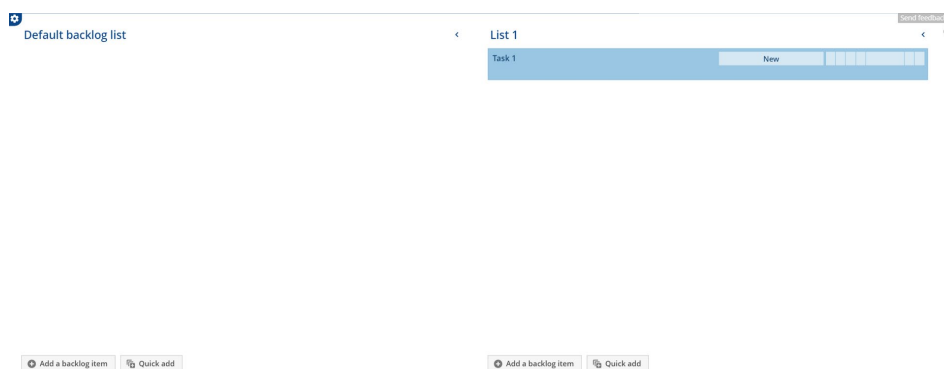 Send feedback
Default backlog list
List 1
Task 1
New
Add a backlog item
Quick add
Add a backlog item
Quick add